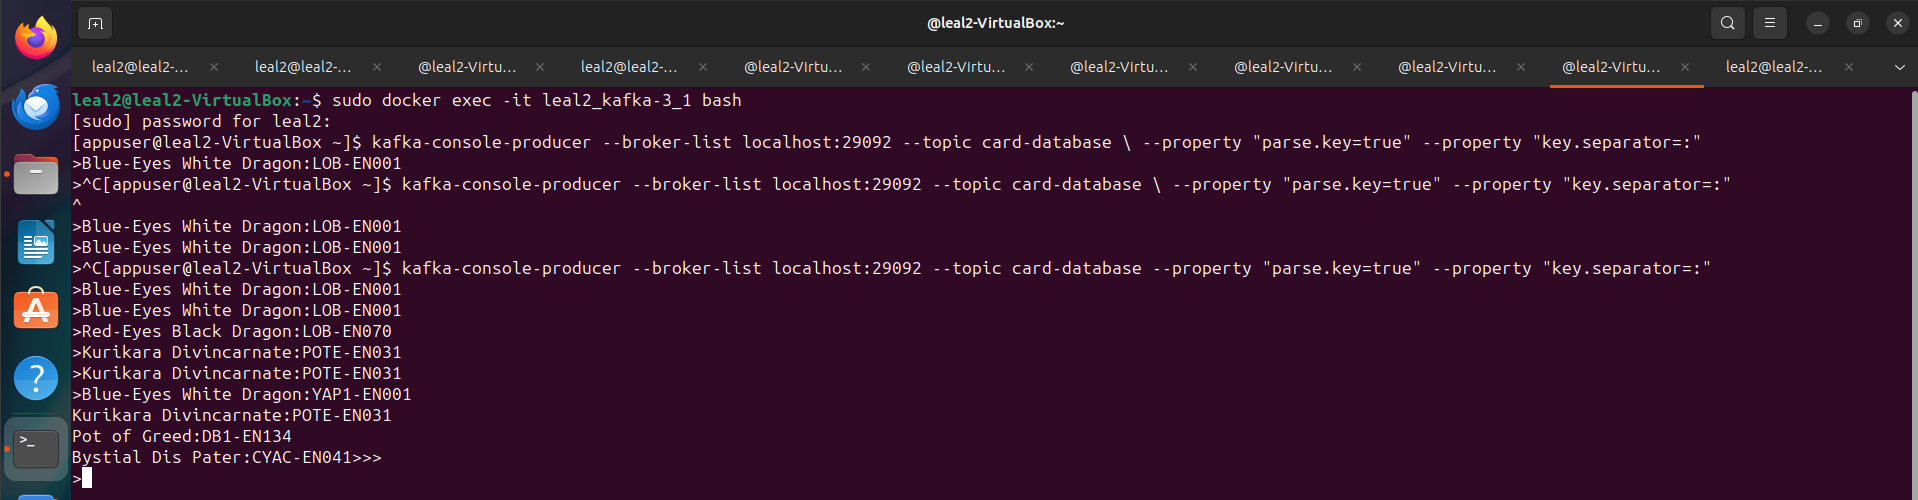 @leal2-VirtualBox:~
leal2@leal2-... leal2@leal2-... @leal2-Virtu... leal2@leal2-... @leal2-Virtu... @leal2-Virtu... @leal2-Virtu... @leal2-Virtu... @leal2-Virtu... @leal2-Virtu... leal2@leal2-...
leal2@leal2-VirtualBox:~$ sudo docker exec -it leal2_kafka-3_1 bash
[sudo] password for leal2:
[appuser@leal2-VirtualBox ~]$ kafka-console-producer --broker-list localhost:29092 --topic card-database \ --property "parse.key=true" --property "key.separator=:"
>Blue-Eyes White Dragon:LOB-EN001
>^C[appuser@leal2-VirtualBox ~]$ kafka-console-producer --broker-list localhost:29092 --topic card-database \ --property "parse.key=true" --property "key.separator=:"
^
>Blue-Eyes White Dragon:LOB-EN001
>Blue-Eyes White Dragon:LOB-EN001
>^C[appuser@leal2-VirtualBox ~]$ kafka-console-producer --broker-list localhost:29092 --topic card-database --property "parse.key=true" --property "key.separator=:"
>Blue-Eyes White Dragon:LOB-EN001
>Blue-Eyes White Dragon:LOB-EN001
>Red-Eyes Black Dragon:LOB-EN070
>Kurikara Divincarnate:POTE-EN031
>Kurikara Divincarnate:POTE-EN031
>Blue-Eyes White Dragon:YAP1-EN001
Kurikara Divincarnate:POTE-EN031
Pot of Greed:DB1-EN134
Bystial Dis Pater:CYAC-EN041>>>
>